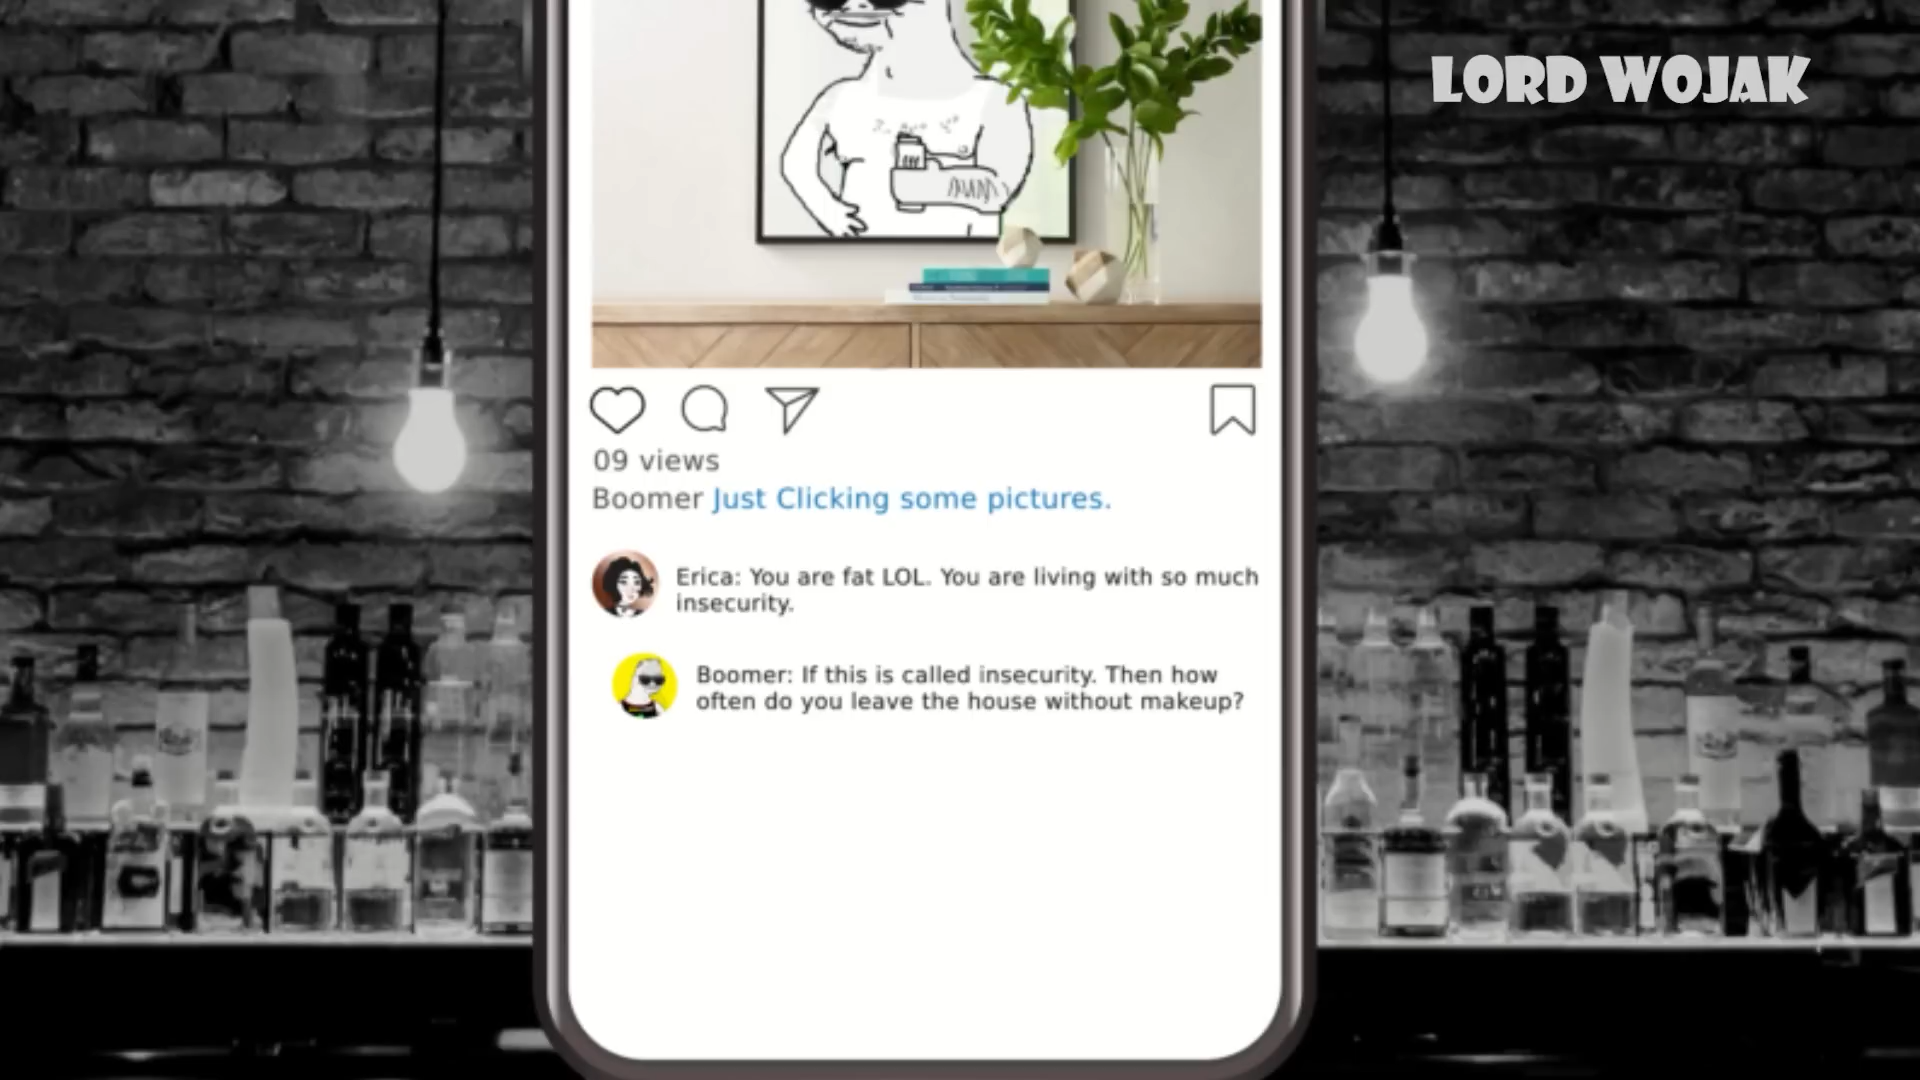 LORD WOJAK
09 views
Boomer Just Clicking some pictures.
Erica: You are fat LOL. You are living with so much
insecurity.
Boomer: If this is called insecurity. Then how
often do you leave the house without makeup?